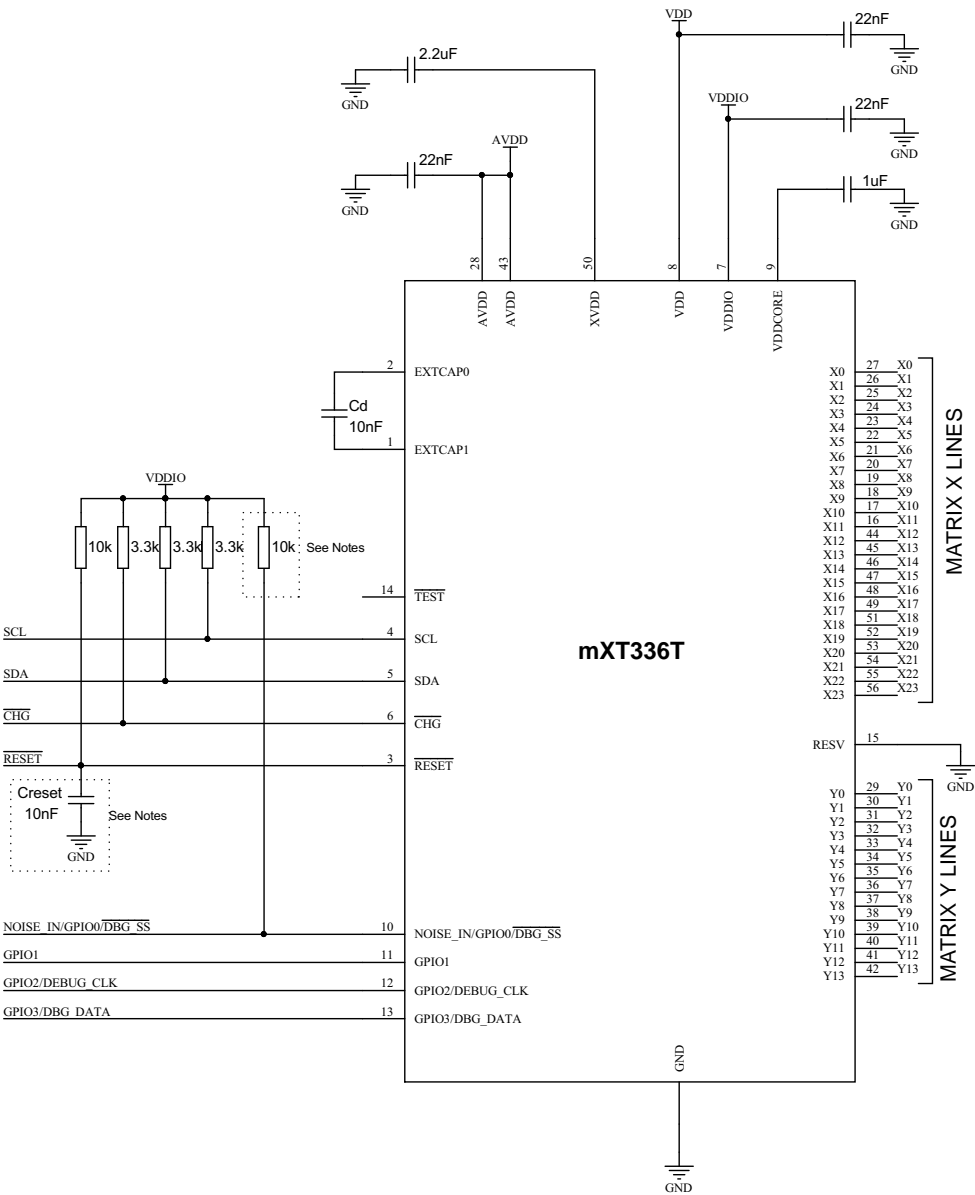 VDD
22nF
GND
2.2uF
GND
VDDIO
22nF
GND
AVDD
22nF
GND
1uF
GND
28
43
50
8
7
9
AVDD
AVDD
XVDD
VDD
VDDIO
VDDCORE
2
EXTCAP0
Cd
10nF
1
EXTCAP1
VDDIO
10k
3.3k
3.3k
3.3k
10k
See Notes
14
TEST
SCL
4
SCL
SDA
5
SDA
CHG
6
CHG
RESET
3
RESET
Creset
10nF
See Notes
GND
NOISE_IN/GPIO0/DBG_SS
10
NOISE_IN/GPIO0/DBG_SS
GPIO1
11
GPIO1
GPIO2/DEBUG_CLK
12
GPIO2/DEBUG_CLK
GPIO3/DBG_DATA
13
GPIO3/DBG_DATA
mXT336T
X0 27 X0
X1 26 X1
X2 25 X2
X3 24 X3
X4 23 X4
X5 22 X5
X6 21 X6
X7 20 X7
X8 19 X8
X9 18 X9
X10 17 X10
X11 16 X11
X12 44 X12
X13 45 X13
X14 46 X14
X15 47 X15
X16 48 X16
X17 49 X17
X18 51 X18
X19 52 X19
X20 53 X20
X21 54 X21
X22 55 X22
X23 56 X23
MATRIX X LINES
RESV
15
GND
Y0 29 Y0
Y1 30 Y1
Y2 31 Y2
Y3 32 Y3
Y4 33 Y4
Y5 34 Y5
Y6 35 Y6
Y7 36 Y7
Y8 37 Y8
Y9 38 Y9
Y10 39 Y10
Y11 40 Y11
Y12 41 Y12
Y13 42 Y13
MATRIX Y LINES
GND
GND